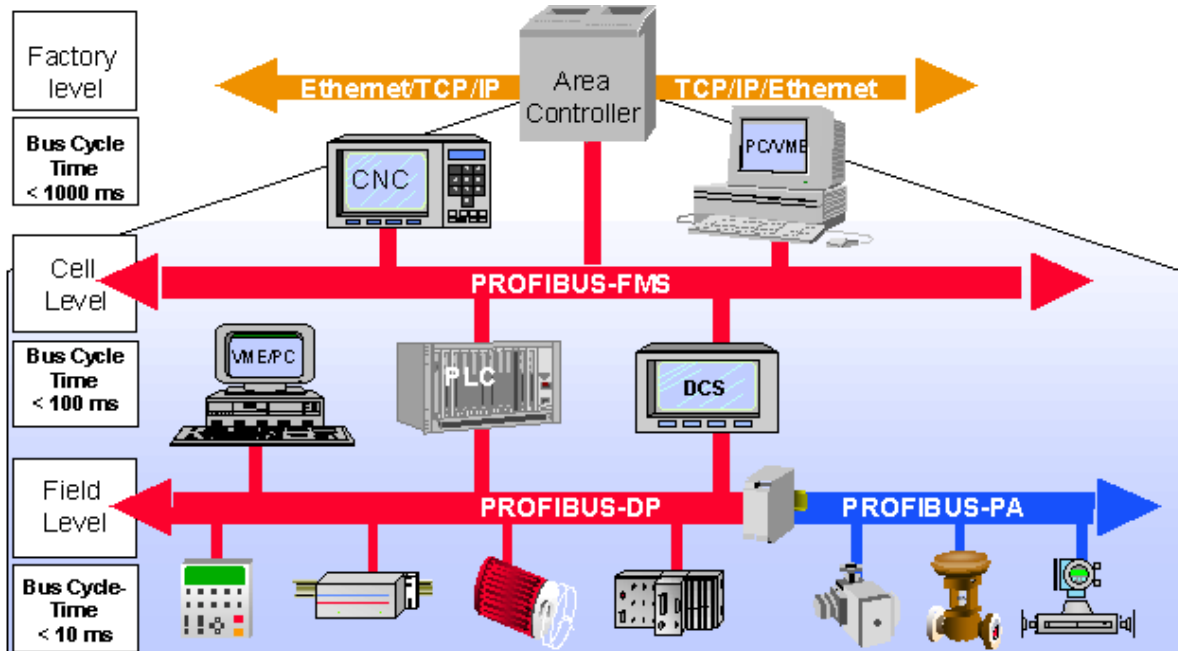 Factory
level
Ethernet/TCP/IP
Area
Controller
TCP/IP/Ethernet
Bus Cycle
Time
< 1000 ms
CNC
PC/VME
Cell
Level
PROFIBUS-FMS
Bus Cycle
Time
< 100 ms
VME/PC
PLC
DCS
Field
Level
PROFIBUS-DP
PROFIBUS-PA
Bus Cycle-
Time
< 10 ms